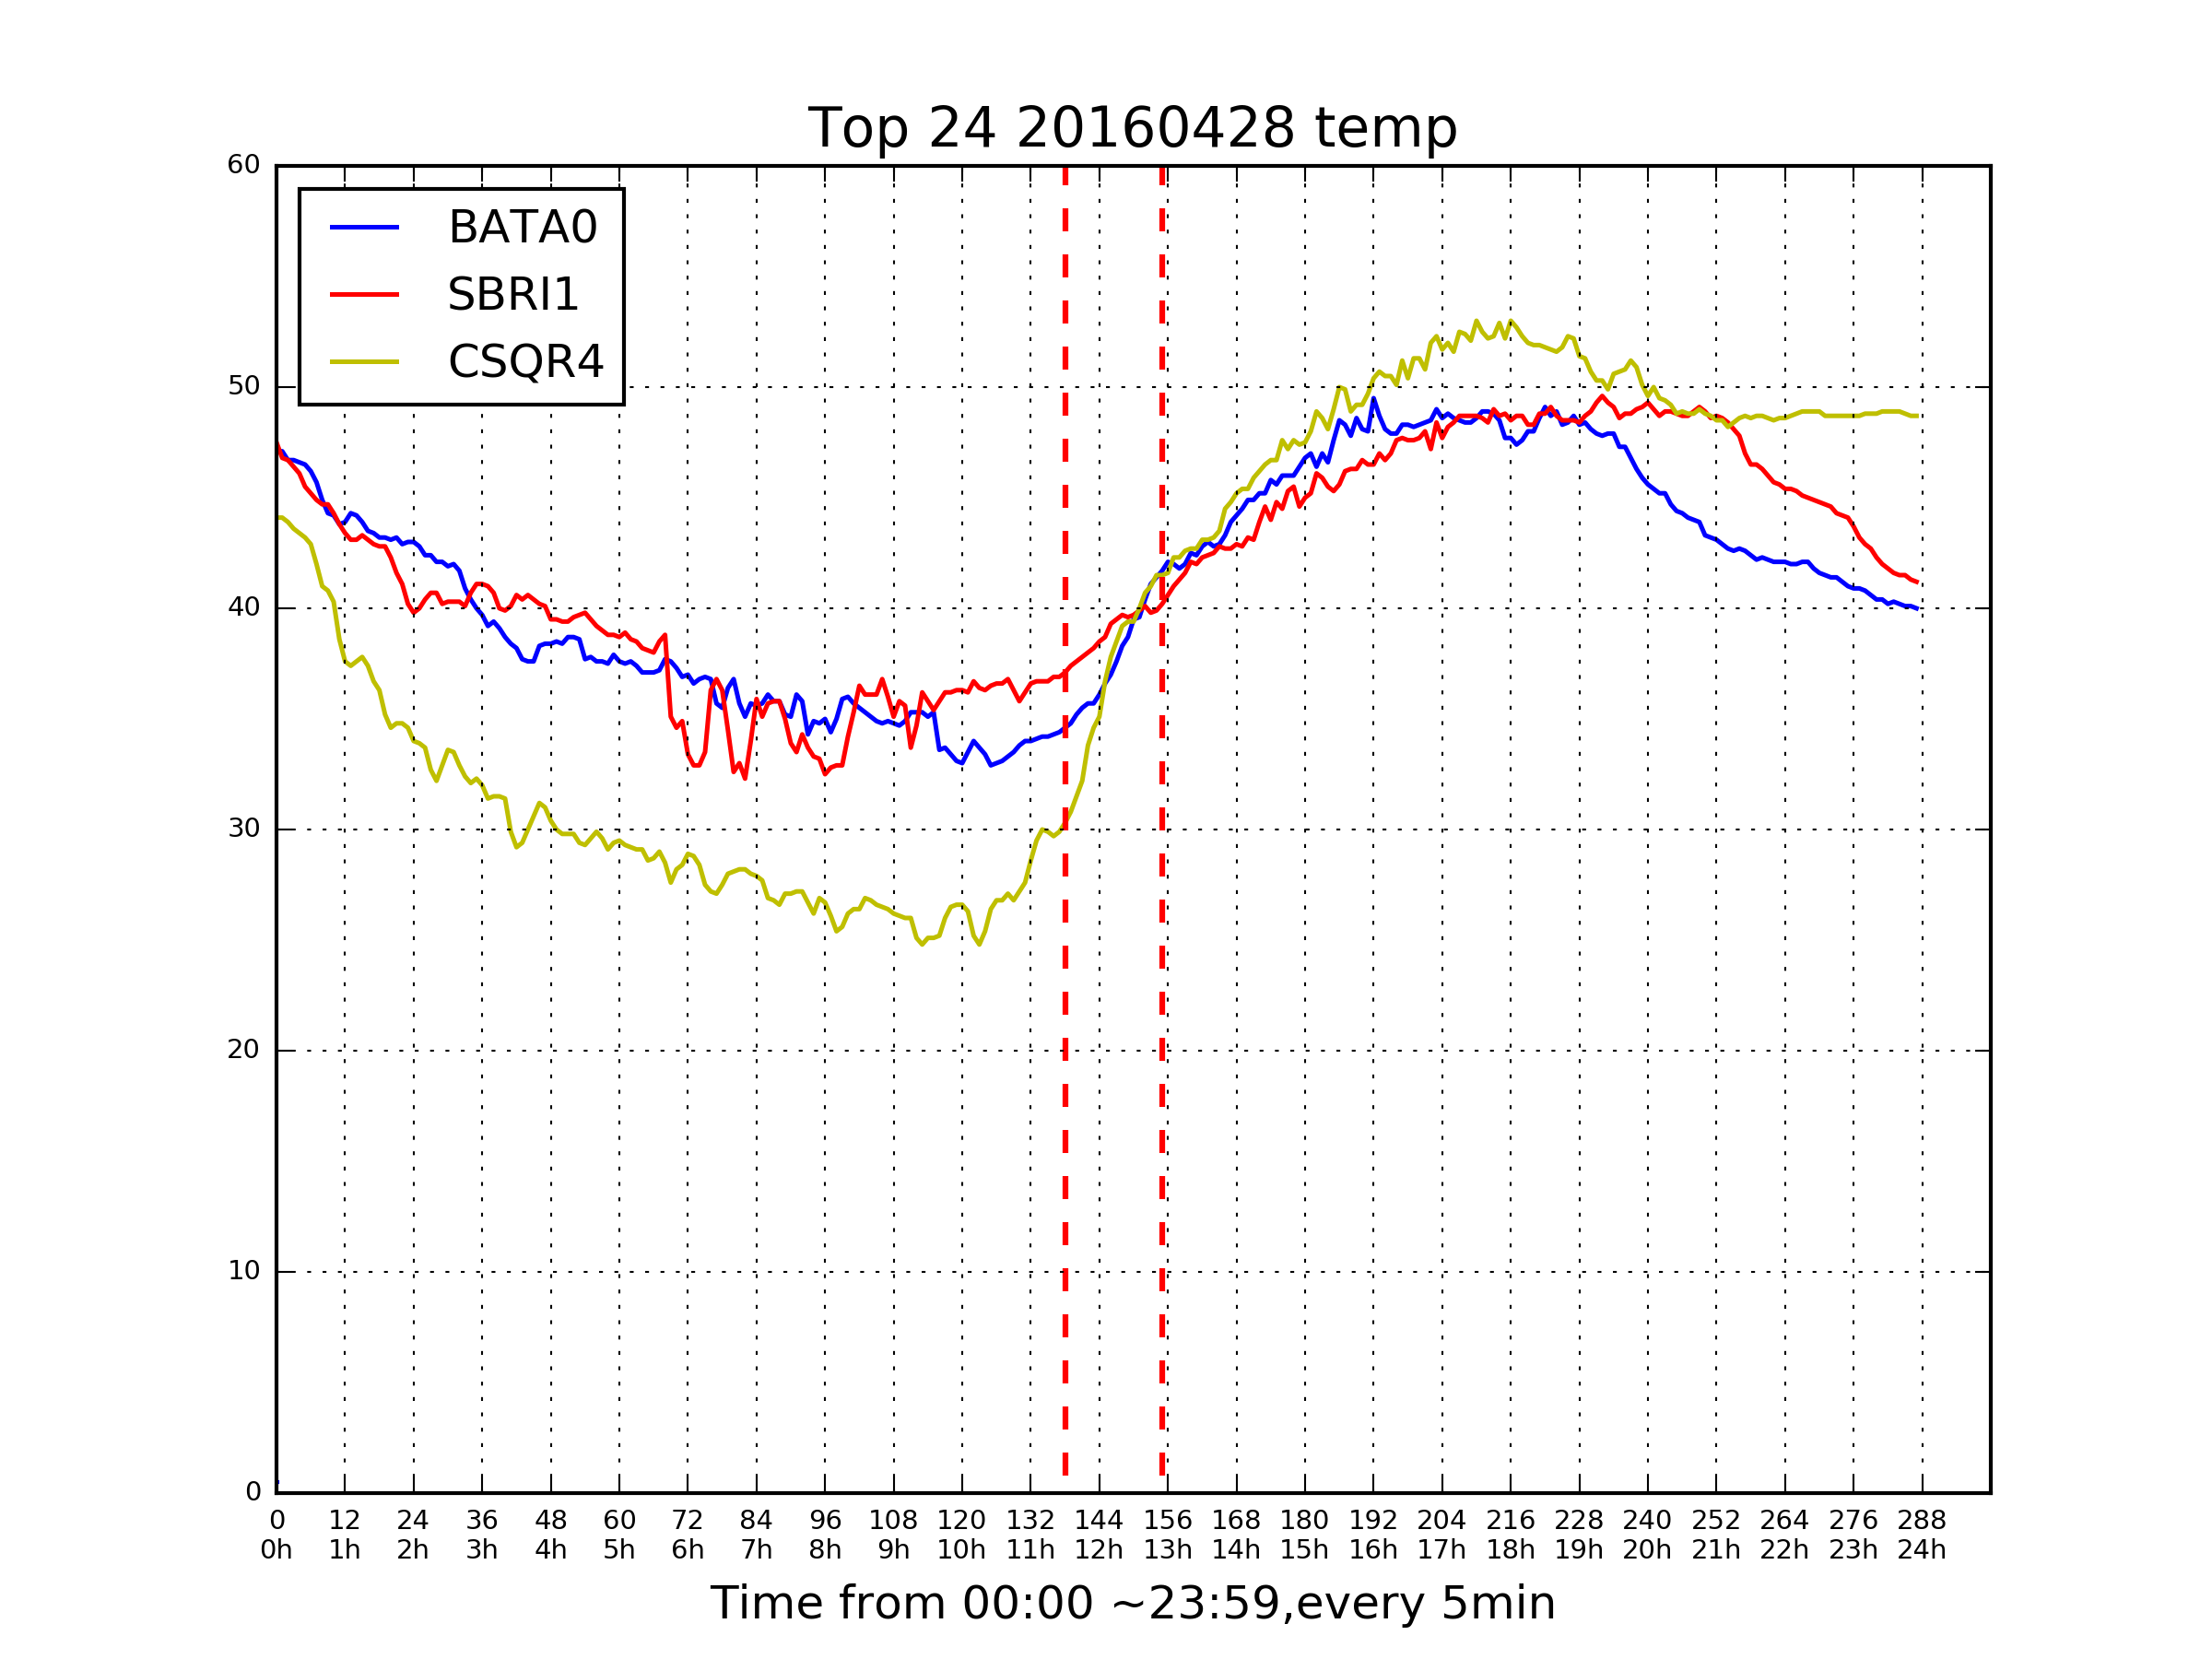 Top 24 20160428 temp
60
50
40
30
20
10
0
BATA0
SBRI1
CSQR4
0 12 24 36 48 60 72 84 96 108 120 132 144 156 168 180 192 204 216 228 240 252 264 276 288
0h 1h 2h 3h 4h 5h 6h 7h 8h 9h 10h 11h 12h 13h 14h 15h 16h 17h 18h 19h 20h 21h 22h 23h 24h
Time from 00:00 ~23:59,every 5min